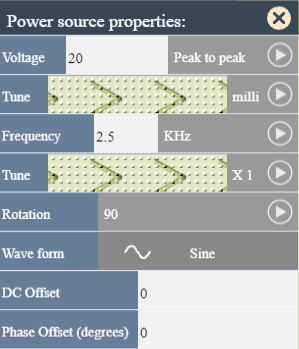 Power source properties:
Voltage 20 Peak to peak
Tune milli
Frequency 2.5 KHz
Tune X 1
Rotation 90
Wave form Sine
DC Offset 0
Phase Offset (degrees) 0